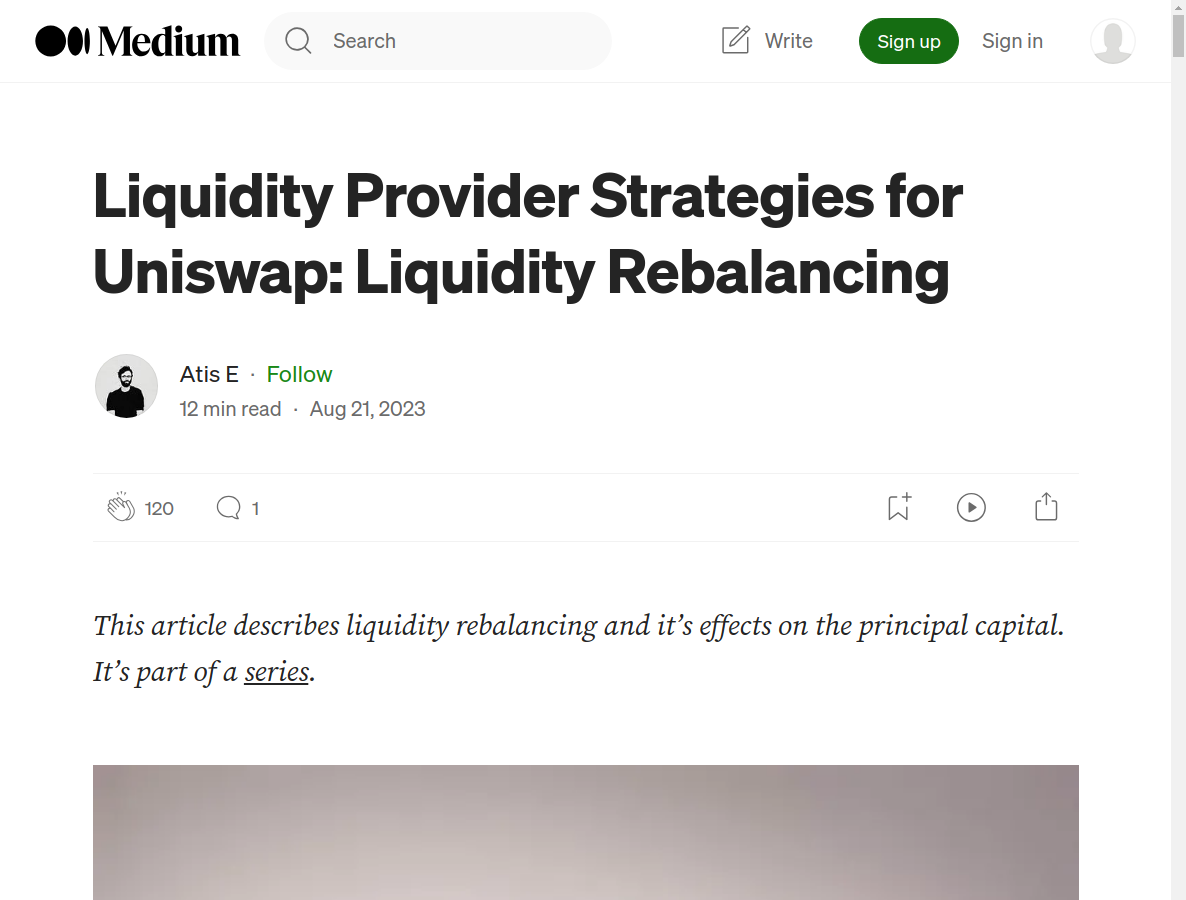 Medium
Search
Write
Sign up
Sign in
Liquidity Provider Strategies for
Uniswap: Liquidity Rebalancing
Atis E · Follow
12 min read · Aug 21, 2023
120
1
This article describes liquidity rebalancing and it’s effects on the principal capital.
It’s part of a series.